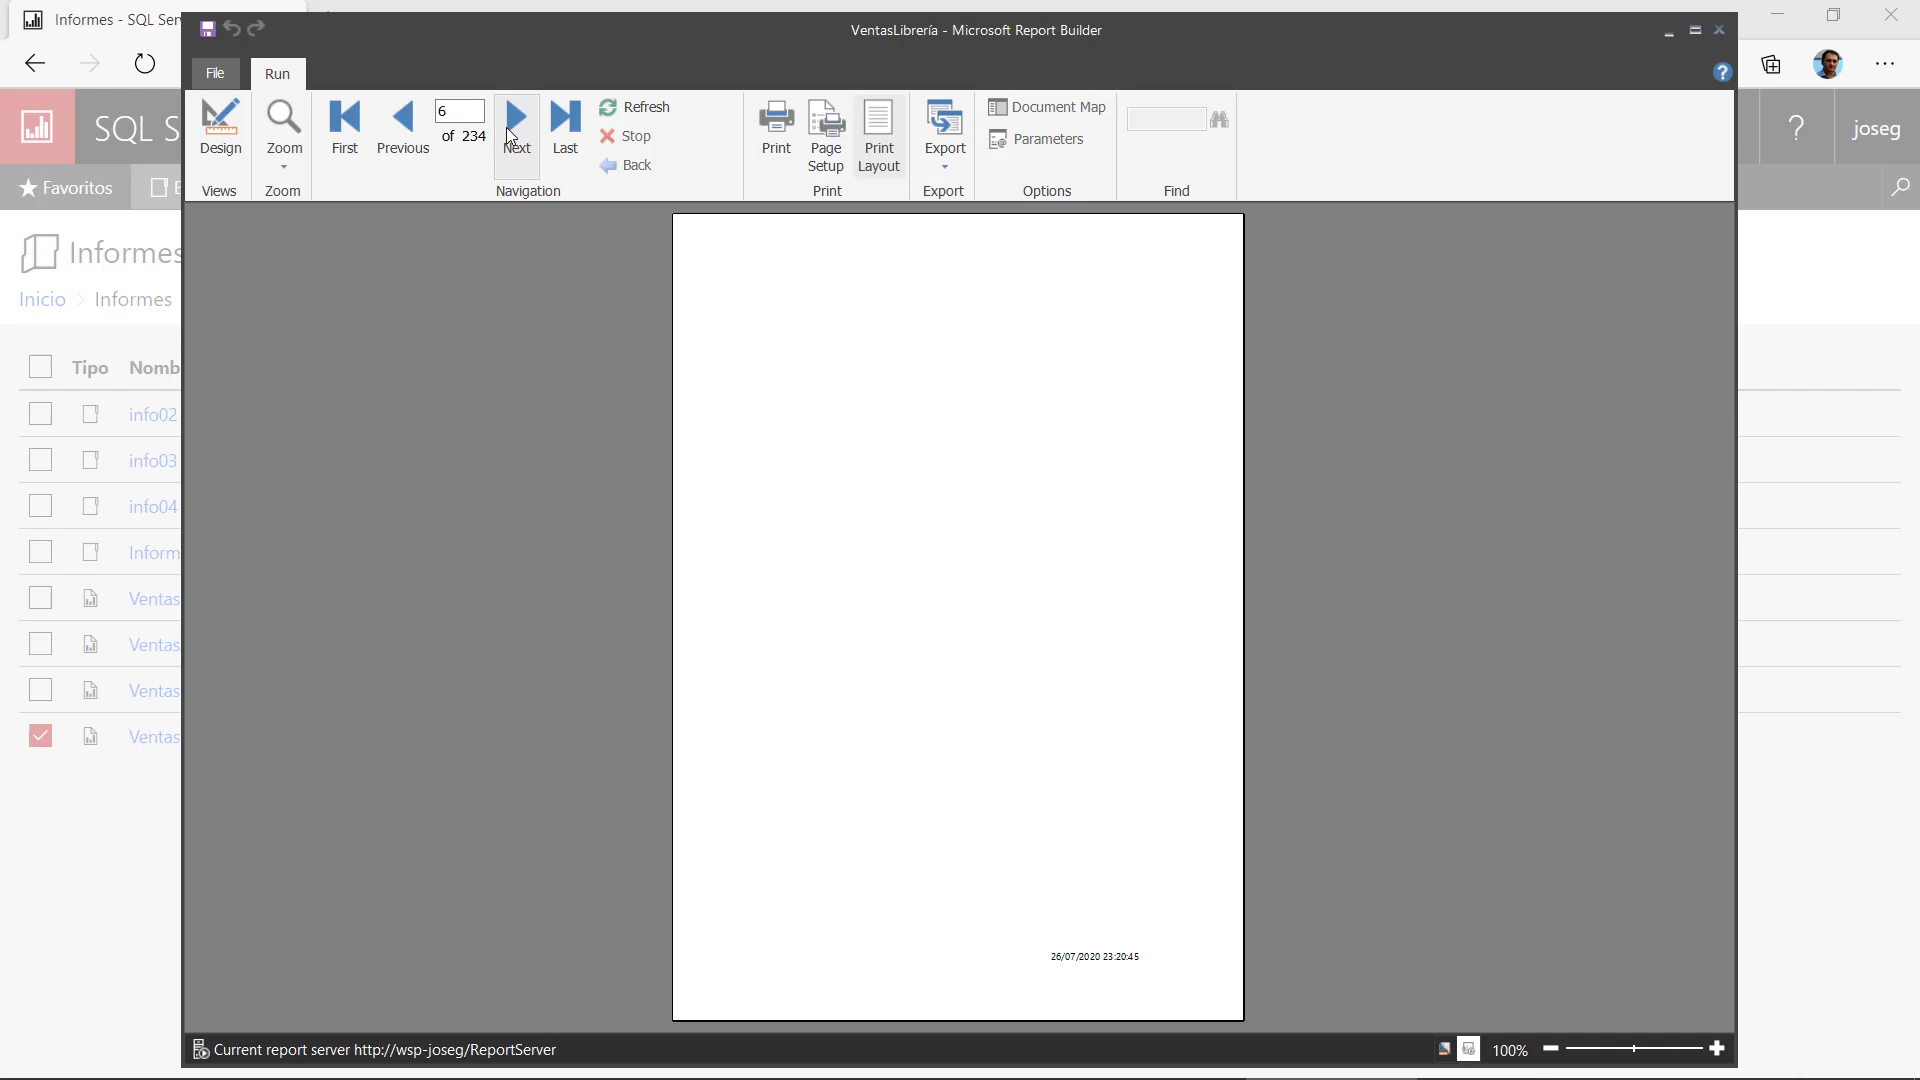 Informes - SQL Ser
VentasLibrería - Microsoft Report Builder
File
Run
Design
Zoom
First
Previous
6
of 234
Next
Last
Refresh
Stop
Back
Print
Page Setup
Print Layout
Export
Document Map
Parameters
Views
Zoom
Navigation
Print
Export
Options
Find
SQL S
?
joseg
Favoritos
Informes
Inicio > Informes
Tipo Nomb
info02
info03
info04
Inform
Ventas
Ventas
Ventas
Ventas
26/07/2020 23:20:45
Current report server http://wsp-joseg/ReportServer
100%